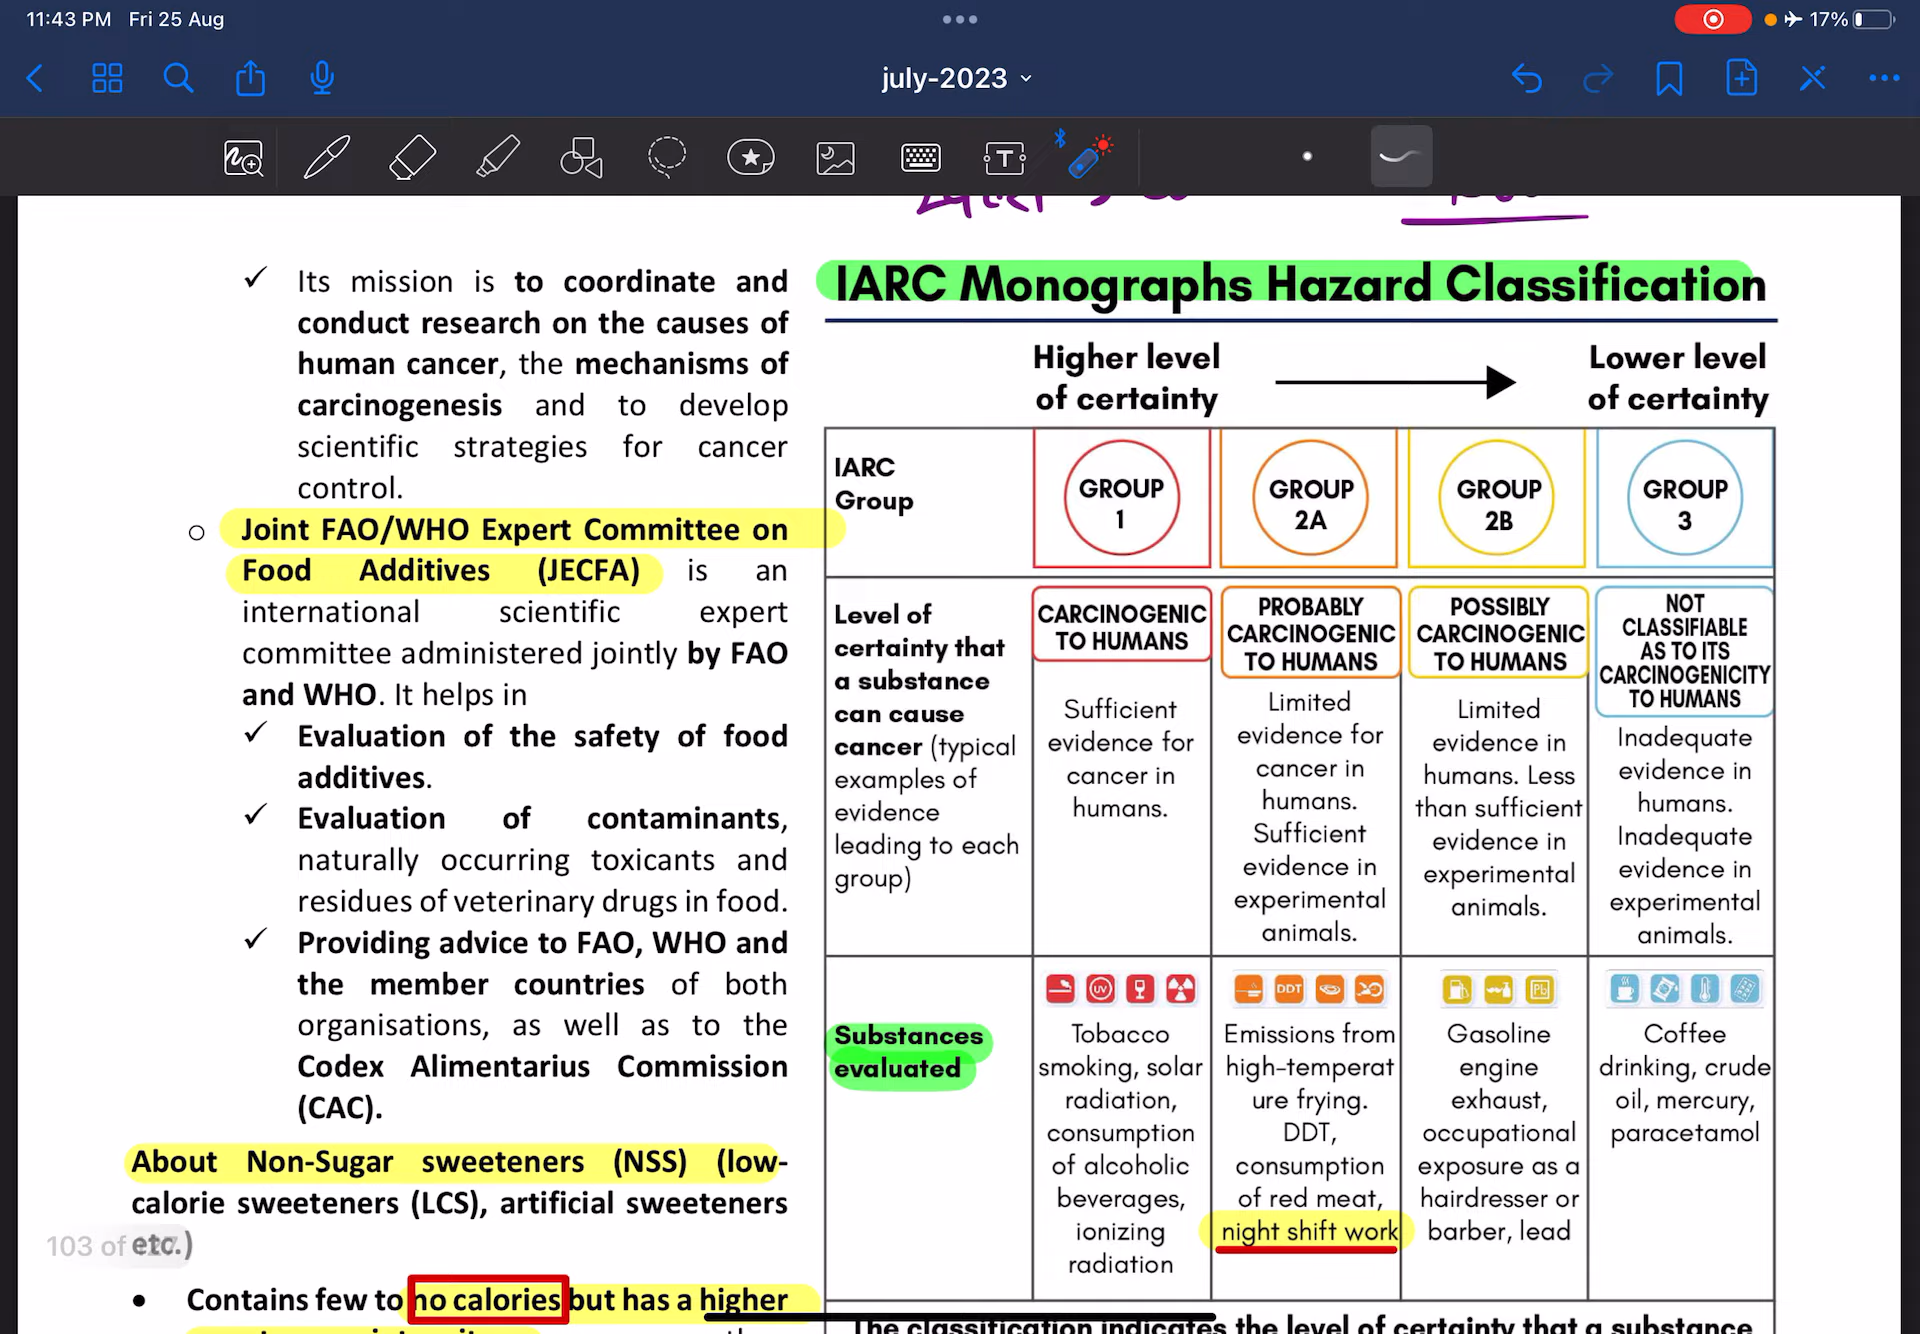 11:43 PM Fri 25 Aug
17%
july-2023
Its mission is to coordinate and
conduct research on the causes of
human cancer, the mechanisms of
carcinogenesis and to develop
scientific strategies for cancer
control.
Joint FAO/WHO Expert Committee on
Food Additives (JECFA) is an
international scientific expert
committee administered jointly by FAO
and WHO. It helps in
Evaluation of the safety of food
additives.
Evaluation of contaminants,
naturally occurring toxicants and
residues of veterinary drugs in food.
Providing advice to FAO, WHO and
the member countries of both
organisations, as well as to the
Codex Alimentarius Commission
(CAC).
About Non-Sugar sweeteners (NSS) (low-
calorie sweeteners (LCS), artificial sweeteners
etc.)
103 of
Contains few to no calories but has a higher
IARC Monographs Hazard Classification
Higher level
of certainty
Lower level
of certainty
IARC
Group
GROUP
1
GROUP
2A
GROUP
2B
GROUP
3
Level of
certainty that
a substance
can cause
cancer (typical
examples of
evidence
leading to each
group)
CARCINOGENIC
TO HUMANS
Sufficient
evidence for
cancer in
humans.
PROBABLY
CARCINOGENIC
TO HUMANS
Limited
evidence for
cancer in
humans.
Sufficient
evidence in
experimental
animals.
POSSIBLY
CARCINOGENIC
TO HUMANS
Limited
evidence in
humans. Less
than sufficient
evidence in
experimental
animals.
NOT
CLASSIFIABLE
AS TO ITS
CARCINOGENICITY
TO HUMANS
Inadequate
evidence in
humans.
Inadequate
evidence in
experimental
animals.
Substances
evaluated
UV
Tobacco
smoking, solar
radiation,
consumption
of alcoholic
beverages,
ionizing
radiation
DDT
Emissions from
high-temperat
ure frying.
DDT,
consumption
of red meat,
night shift work
Pb
Gasoline
engine
exhaust,
occupational
exposure as a
hairdresser or
barber, lead
Coffee
drinking, crude
oil, mercury,
paracetamol
The classification indicates the level of certainty that a substance